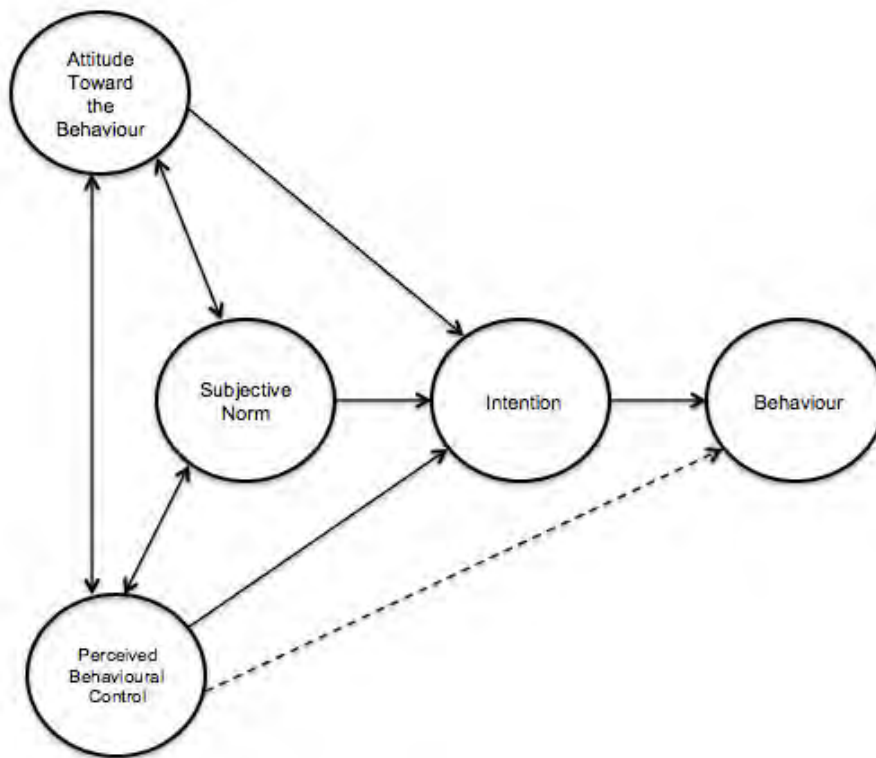 Attitude
Toward
the
Behaviour
Subjective
Norm
Intention
Behaviour
Perceived
Behavioural
Control